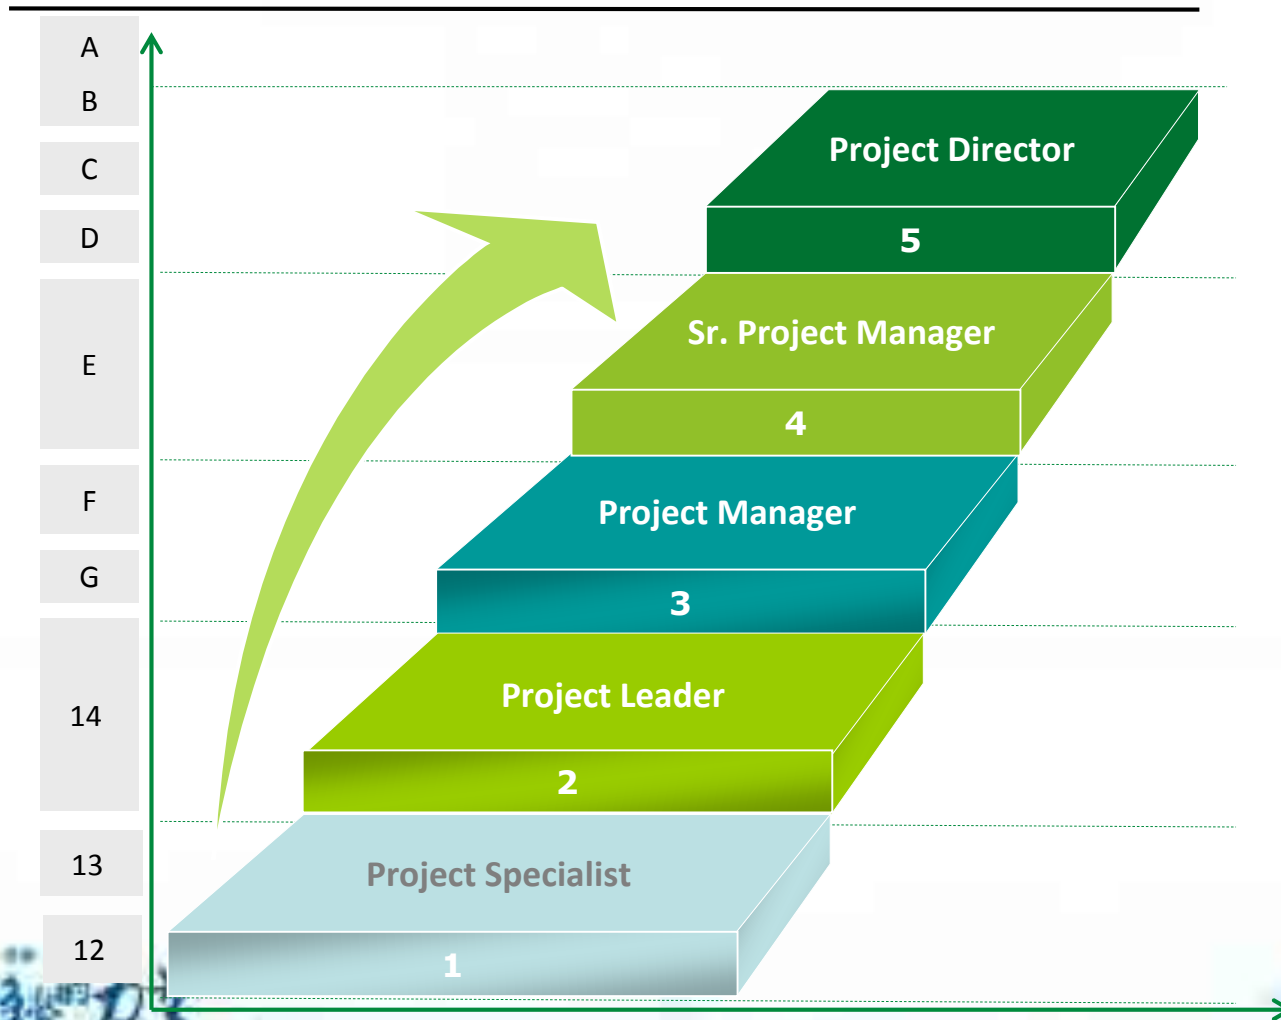 A
B
C
D
E
F
G
14
13
12
Project Director
5
Sr. Project Manager
4
Project Manager
3
Project Leader
2
Project Specialist
1